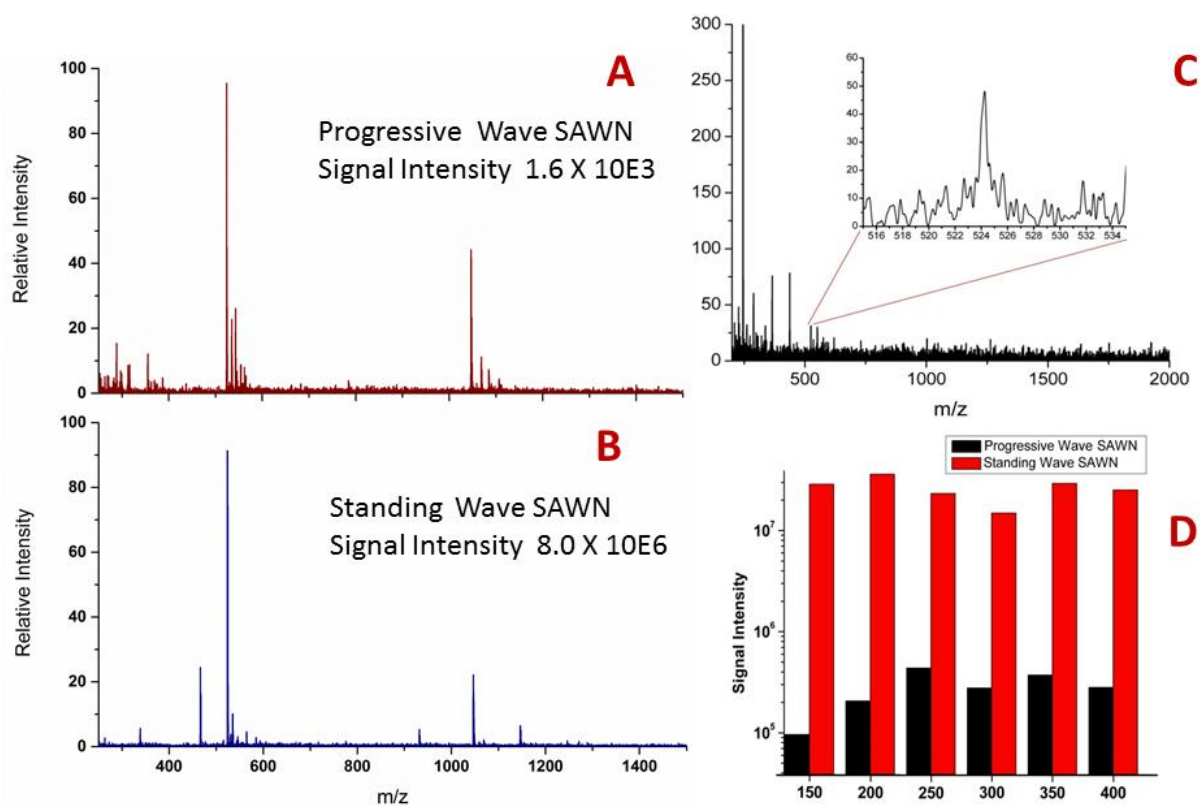 A
Progressive Wave SAWN
Signal Intensity 1.6 X 10E3
Relative Intensity
100
80
60
40
20
0
B
Standing Wave SAWN
Signal Intensity 8.0 X 10E6
Relative Intensity
100
80
60
40
20
0
400 600 800 1000 1200 1400
m/z
C
300
250
200
150
100
50
0
60
50
40
30
20
10
0
516 518 520 522 524 526 528 530 532 534
500 1000 1500 2000
m/z
Progressive Wave SAWN
Standing Wave SAWN
D
Signal Intensity
10⁷
10⁶
10⁵
150 200 250 300 350 400